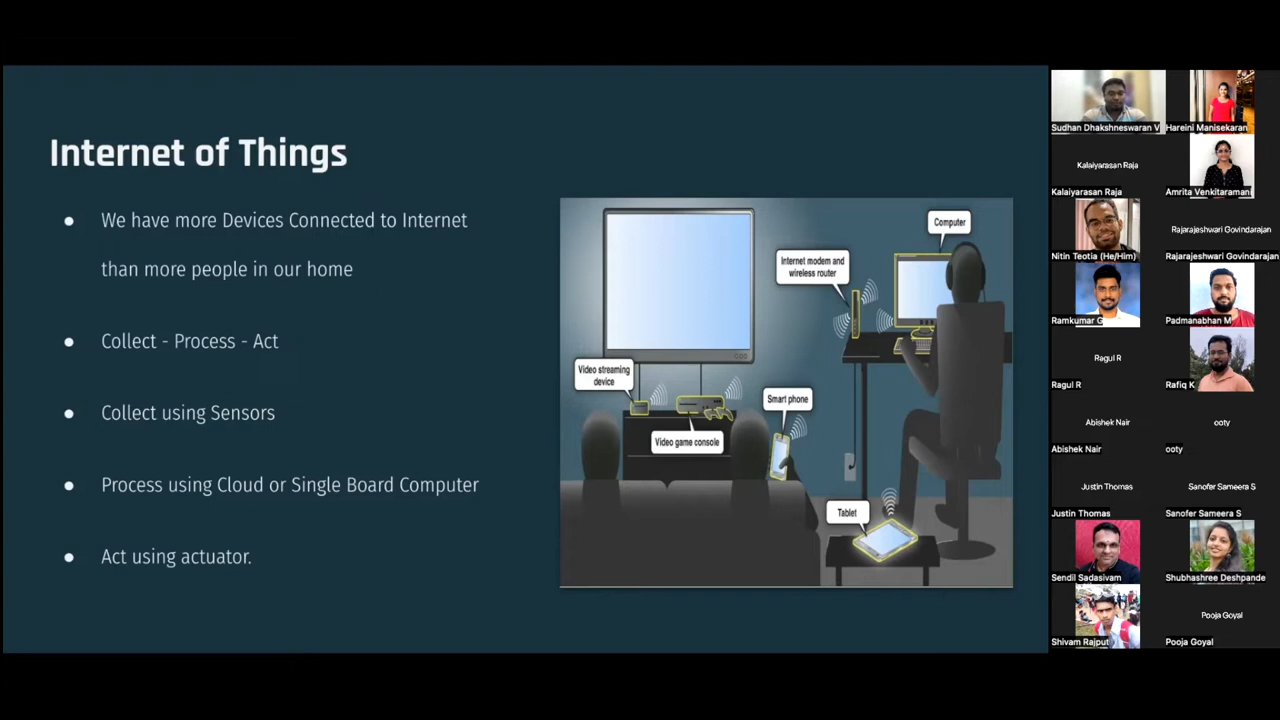 Internet of Things
● We have more Devices Connected to Internet
than more people in our home
● Collect - Process - Act
● Collect using Sensors
● Process using Cloud or Single Board Computer
● Act using actuator.
Computer
Internet modem and
wireless router
Video streaming
device
Smart phone
Video game console
Tablet
Sudhan Dhakshneswaran V
Hareini Manisekaran
Kalaiyarasan Raja
Kalaiyarasan Raja
Amrita Venkitaramani
Rajarajeshwari Govindarajan
Nitin Teotia (He/Him)
Rajarajeshwari Govindarajan
Ramkumar G
Padmanabhan M
Ragul R
Ragul R
Rafiq K
Abishek Nair
ooty
Abishek Nair
ooty
Justin Thomas
Sanofer Sameera S
Justin Thomas
Sanofer Sameera S
Sendil Sadasivam
Shubhashree Deshpande
Pooja Goyal
Shivam Rajput
Pooja Goyal